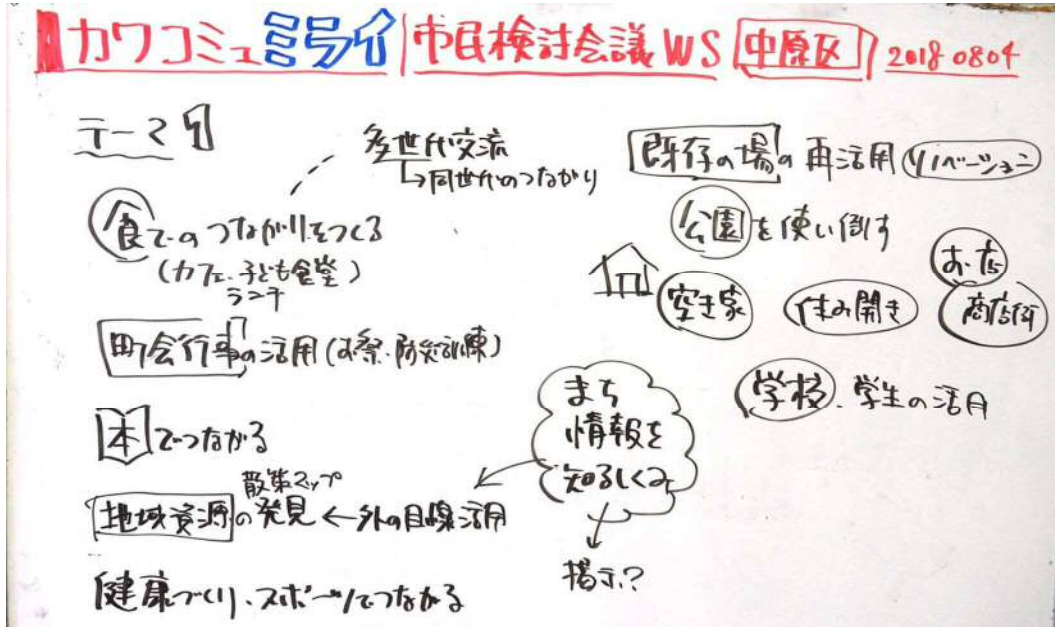 カワコミュミライ 市民検討会議WS 中原区 20180804
テーマ1
多世代交流
→同世代のつながり
食でのつながりをつくる
(カフェ・子ども食堂)
ランチ
町会行事の活用(お祭・防災訓練)
本でつながる
散策マップ
地域資源の発見←外の目線活用
健康づくり、スポーツでつながる
まち
情報を
知るしくみ
掲示?
既存の場の再活用 リノベーション
公園を使い倒す
お店
空き家 住み開き 商店街
学校、学生の活用